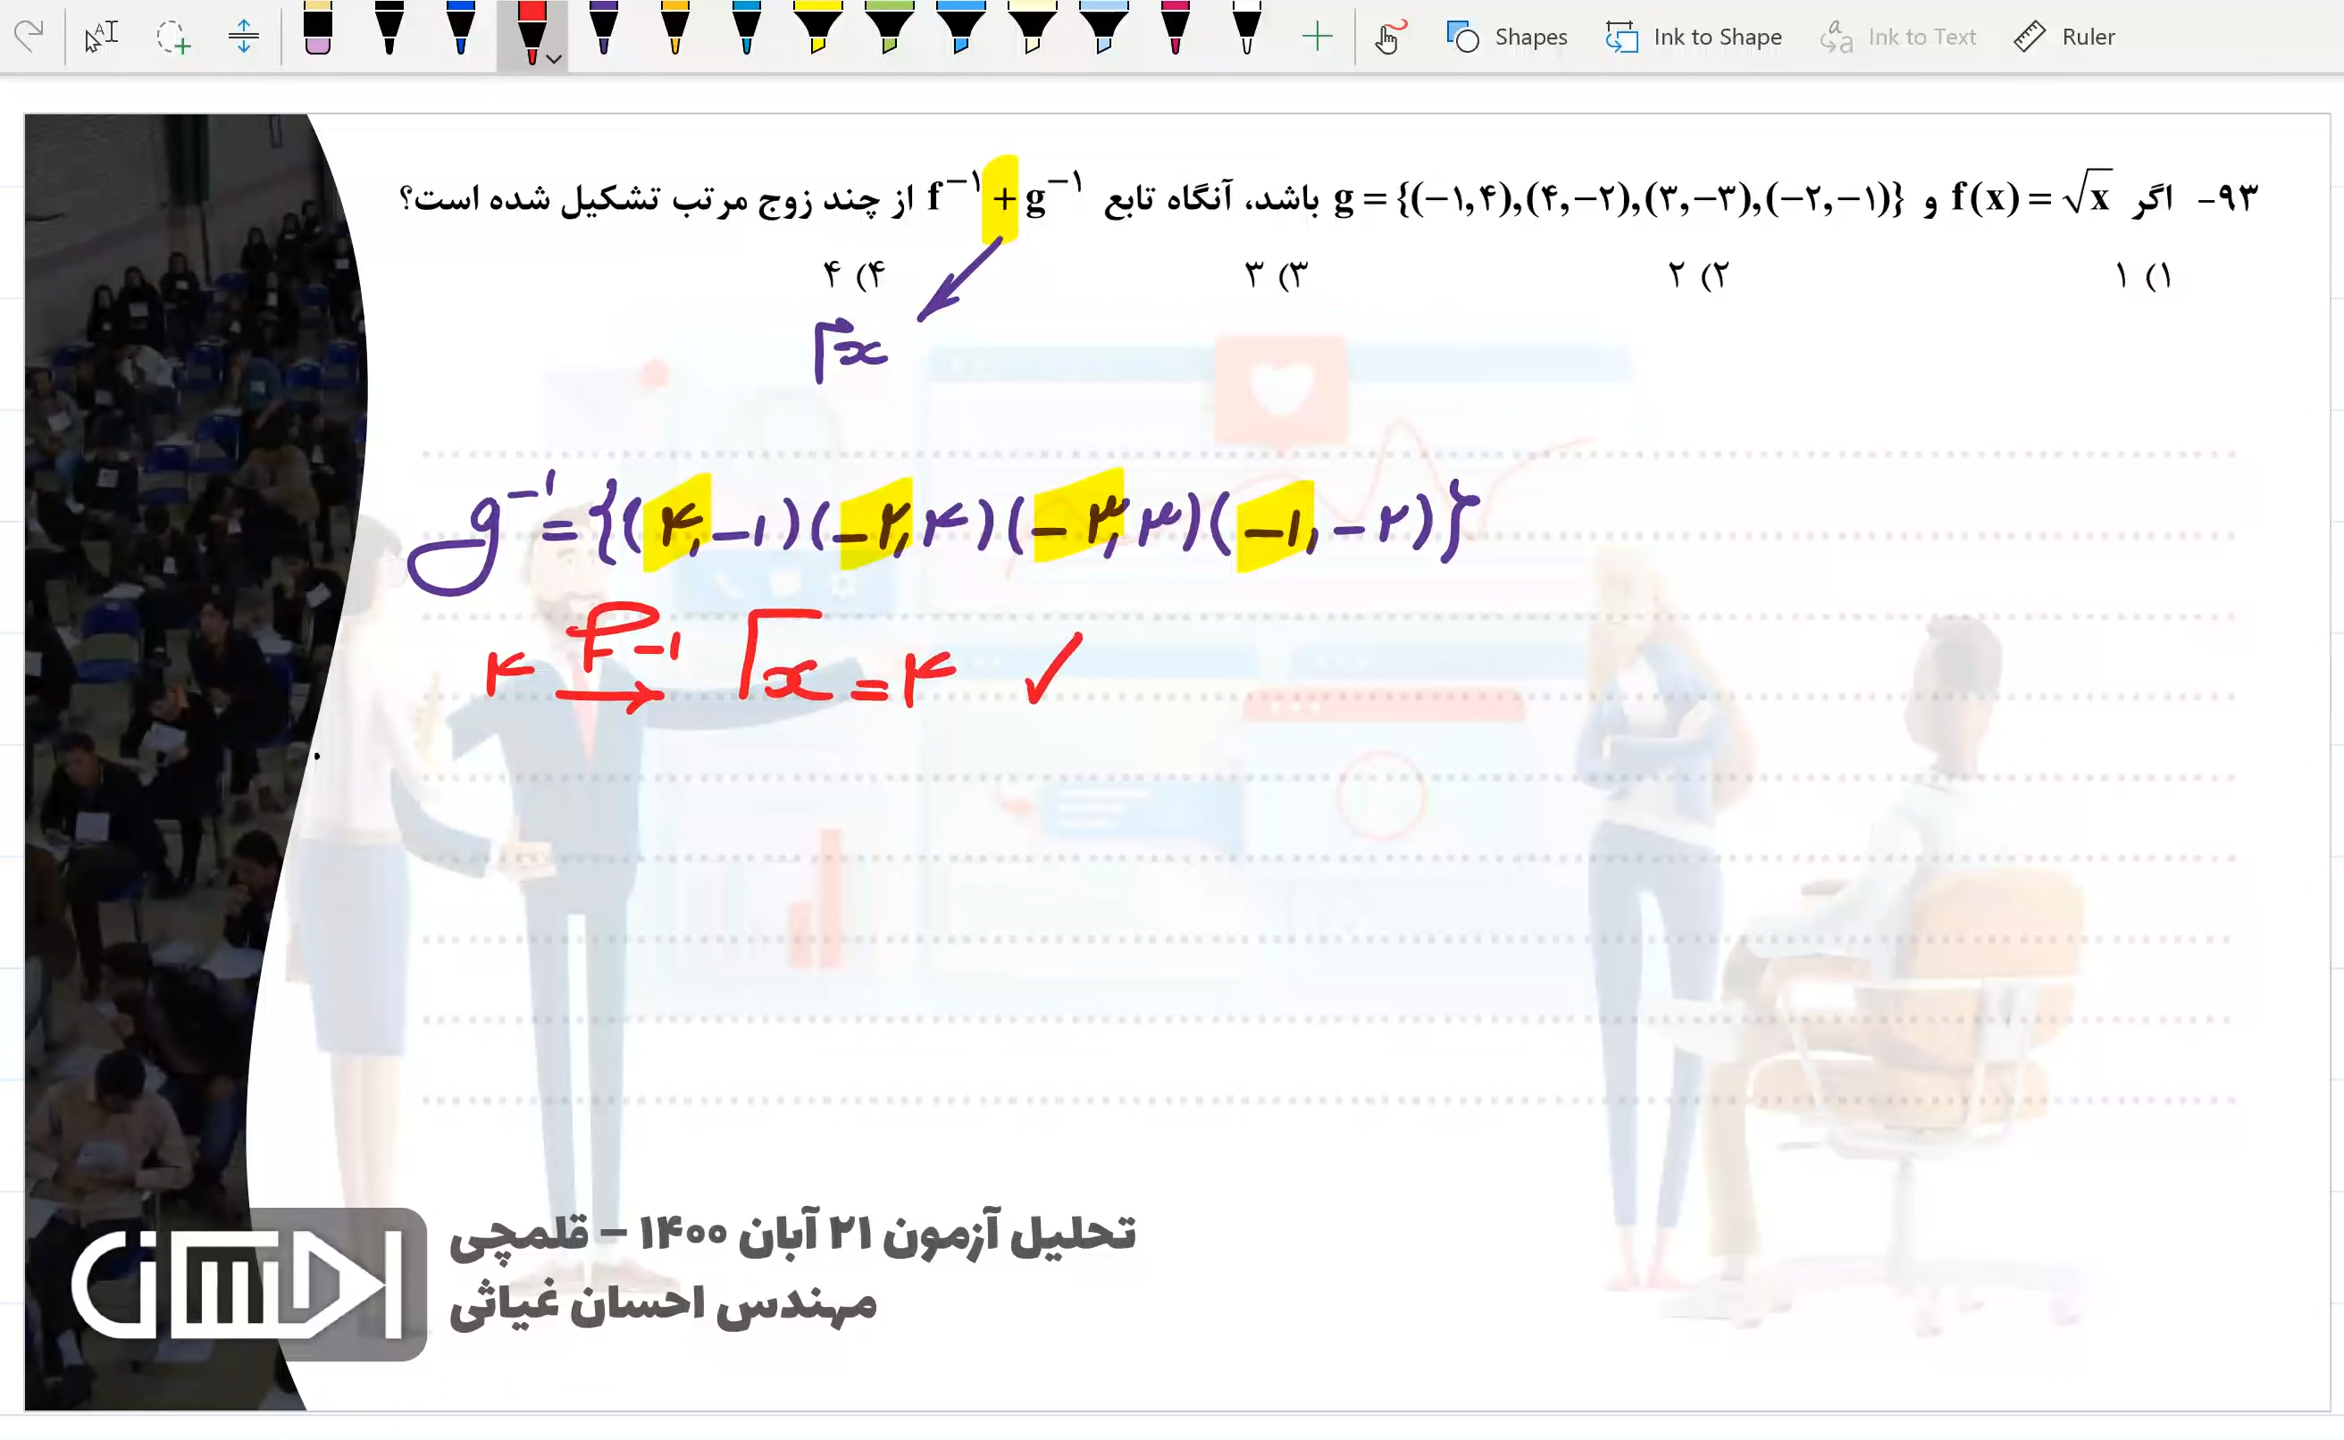 Shapes Ink to Shape Ink to Text Ruler
۹۳- اگر f(x) = √x و g = {(−۱,۴),(۴,−۲),(۳,−۳),(−۲,−۱)} باشد، آنگاه تابع f⁻¹ + g⁻¹ از چند زوج مرتب تشکیل شده است؟
۱) ۱ ۲) ۲ ۳) ۳ ۴) ۴
√x
g⁻¹ = {(۴,−۱)(−۲,۴)(−۳,۳)(−۱,−۲)}
۴ f⁻¹→ √x = ۴ ✓
تحلیل آزمون ۲۱ آبان ۱۴۰۰ – قلمچی
مهندس احسان غیاثی